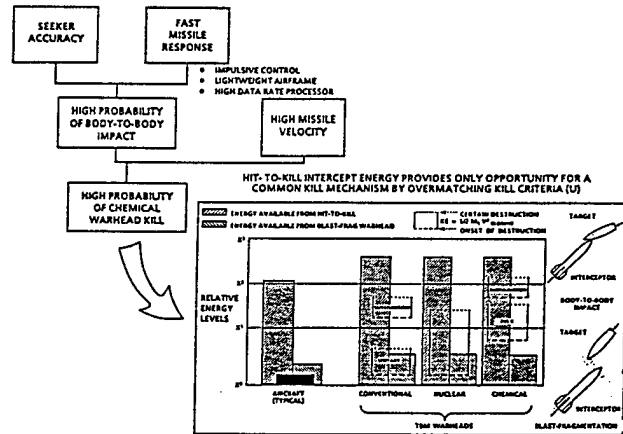 SEEKER
ACCURACY
FAST
MISSILE
RESPONSE
• IMPULSIVE CONTROL
• LIGHTWEIGHT AIRFRAME
• HIGH DATA RATE PROCESSOR
HIGH PROBABILITY
OF BODY-TO-BODY
IMPACT
HIGH MISSILE
VELOCITY
HIGH PROBABILITY
OF CHEMICAL
WARHEAD KILL
HIT- TO-KILL INTERCEPT ENERGY PROVIDES ONLY OPPORTUNITY FOR A
COMMON KILL MECHANISM BY OVERMATCHING KILL CRITERIA (U)
ENERGY AVAILABLE FROM HIT-TO-KILL
ENERGY AVAILABLE FROM BLAST-FRAG WARHEAD
CERTAIN DESTRUCTION
ONSET OF DESTRUCTION
RELATIVE
ENERGY
LEVELS
AIRCRAFT
(TYPICAL)
CONVENTIONAL
NUCLEAR
CHEMICAL
TBM WARHEADS
TARGET
INTERCEPTOR
BODY-TO-BODY
IMPACT
TARGET
INTERCEPTOR
BLAST-FRAGMENTATION